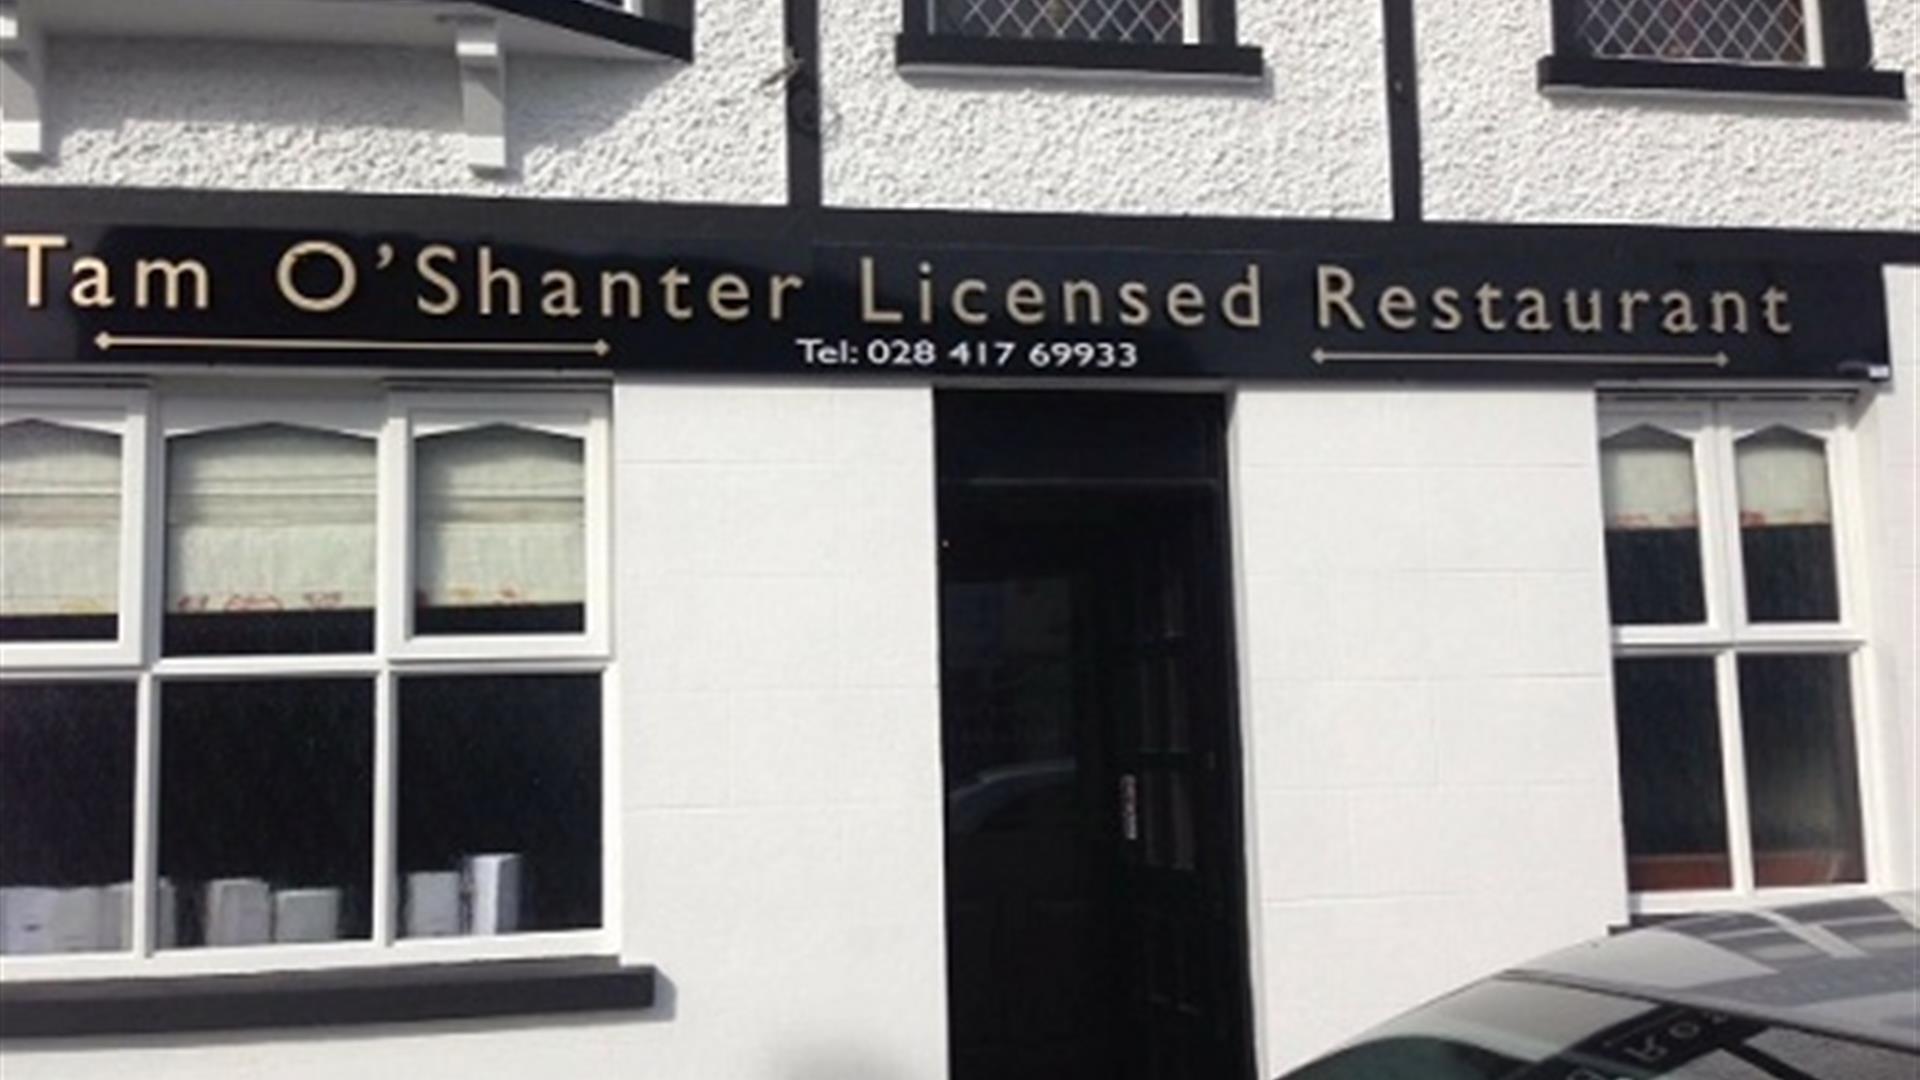 Tam O'Shanter Licensed Restaurant
Tel: 028 417 69933